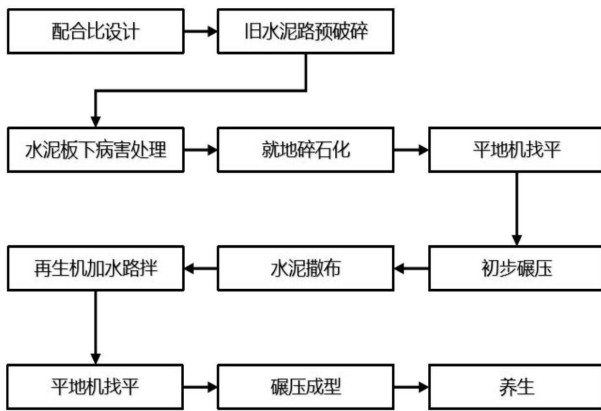 配合比设计
旧水泥路预破碎
水泥板下病害处理
就地碎石化
平地机找平
初步碾压
水泥撒布
再生机加水路拌
平地机找平
碾压成型
养生